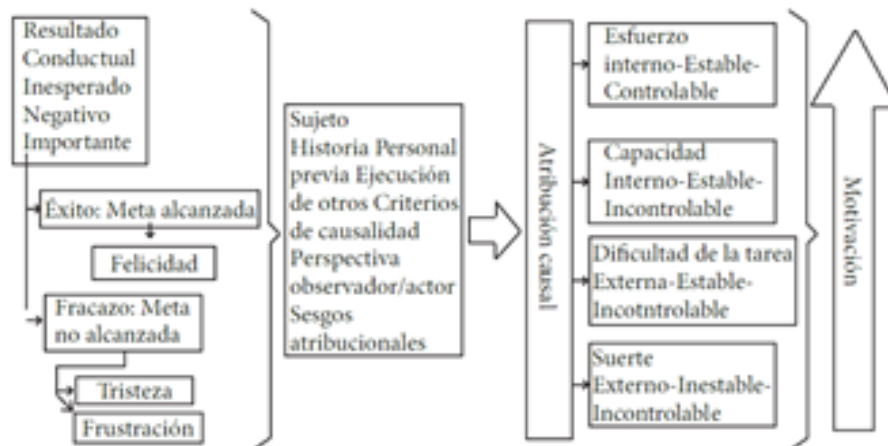 Resultado
Conductual
Inesperado
Negativo
Importante
Éxito: Meta alcanzada
Felicidad
Fracazo: Meta
no alcanzada
Tristeza
Frustración
Sujeto
Historia Personal
previa Ejecución
de otros Criterios
de causalidad
Perspectiva
observador/actor
Sesgos
atribucionales
Atribución causal
Esfuerzo
interno-Estable-
Controlable
Capacidad
Interno-Estable-
Incontrolable
Dificultad de la tarea
Externa-Estable-
Incotntrolable
Suerte
Externo-Inestable-
Incontrolable
Motivación